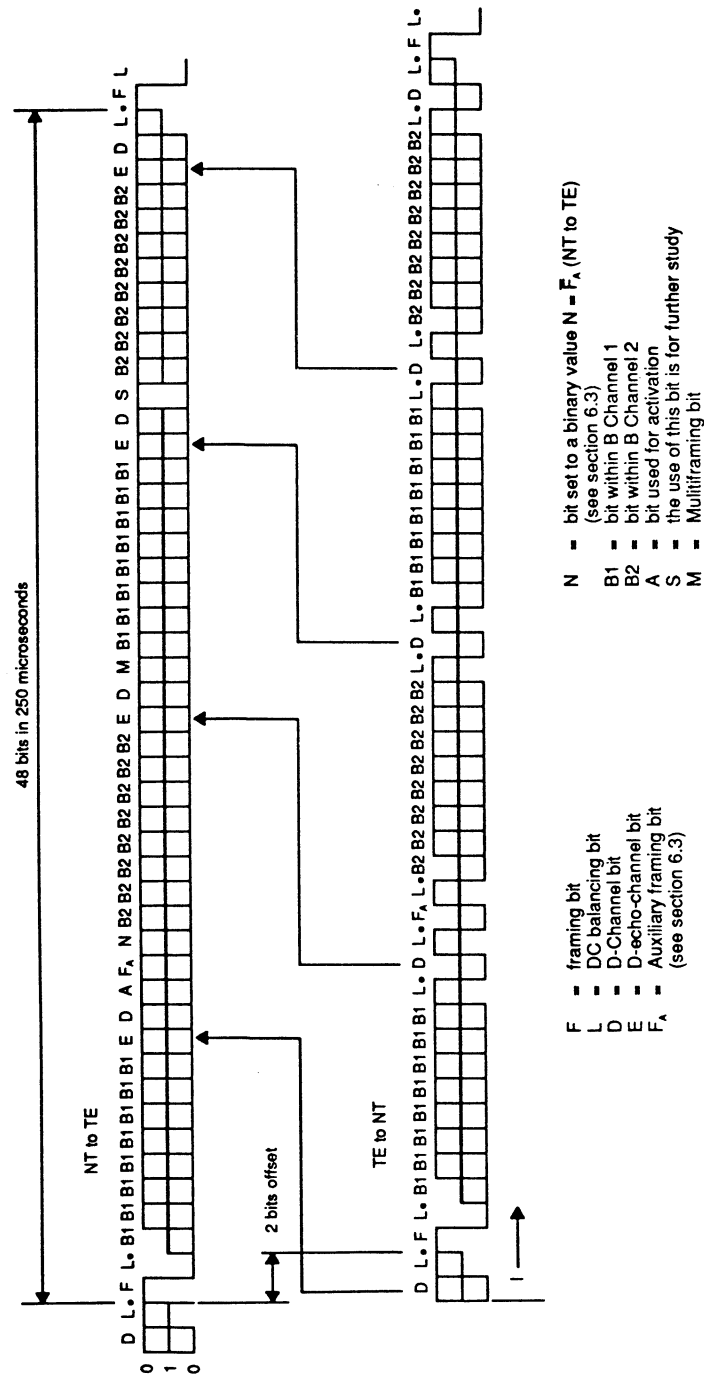 48 bits in 250 microseconds
NT to TE
D L• F L• B1 B1 B1 B1 B1 B1 B1 B1 E D A F_A N B2 B2 B2 B2 B2 B2 B2 B2 E D M B1 B1 B1 B1 B1 B1 B1 B1 E D S B2 B2 B2 B2 B2 B2 B2 B2 E D L• F L
0
1
0
2 bits offset
TE to NT
D L• F L• B1 B1 B1 B1 B1 B1 B1 B1 L• D L• F_A L• B2 B2 B2 B2 B2 B2 B2 B2 L• D L• B1 B1 B1 B1 B1 B1 B1 B1 L• D L• B2 B2 B2 B2 B2 B2 B2 B2 L• D L• F L•
F = framing bit
L = DC balancing bit
D = D-Channel bit
E = D-echo-channel bit
F_A = Auxiliary framing bit
(see section 6.3)
N = bit set to a binary value N = F̅_A (NT to TE)
(see section 6.3)
B1 = bit within B Channel 1
B2 = bit within B Channel 2
A = bit used for activation
S = the use of this bit is for further study
M = Mulitiframing bit